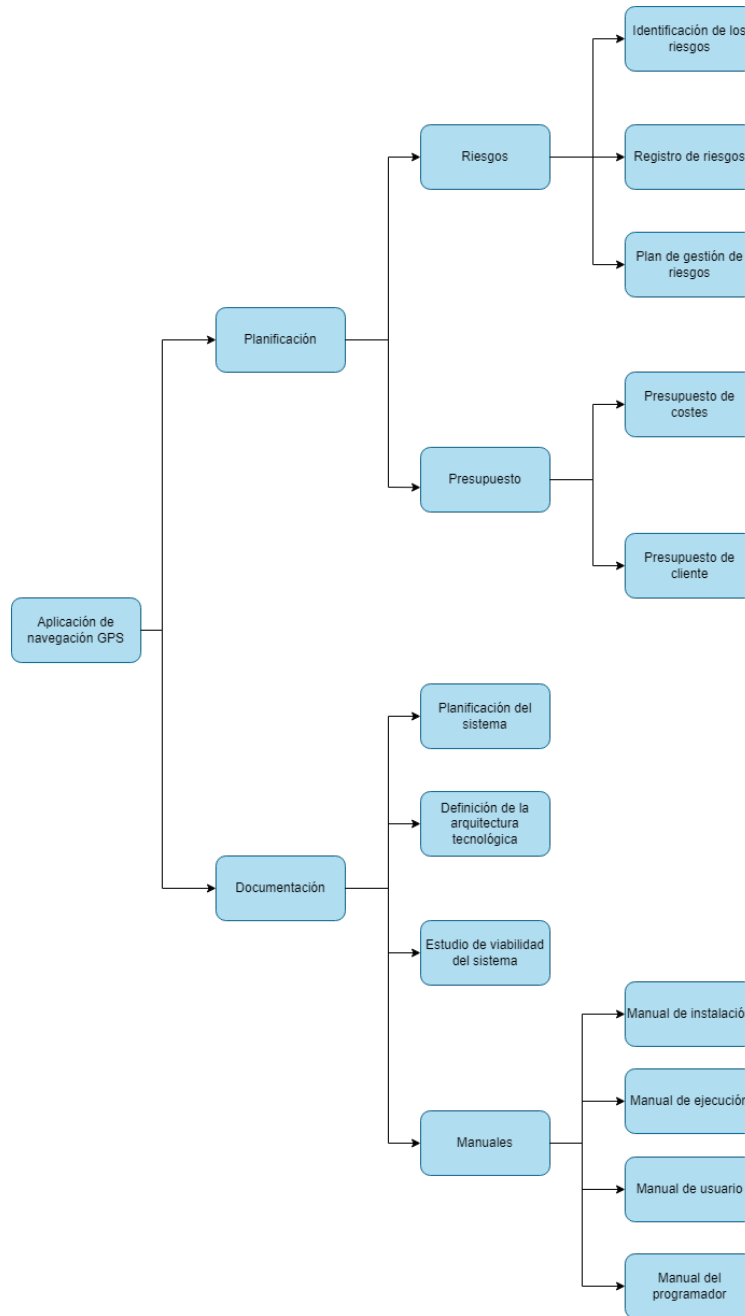 Identificación de los
riesgos
Riesgos
Registro de riesgos
Plan de gestión de
riesgos
Planificación
Presupuesto de
costes
Presupuesto
Presupuesto de
cliente
Aplicación de
navegación GPS
Planificación del
sistema
Definición de la
arquitectura
tecnológica
Documentación
Estudio de viabilidad
del sistema
Manual de instalació
Manual de ejecución
Manuales
Manual de usuario
Manual del
programador